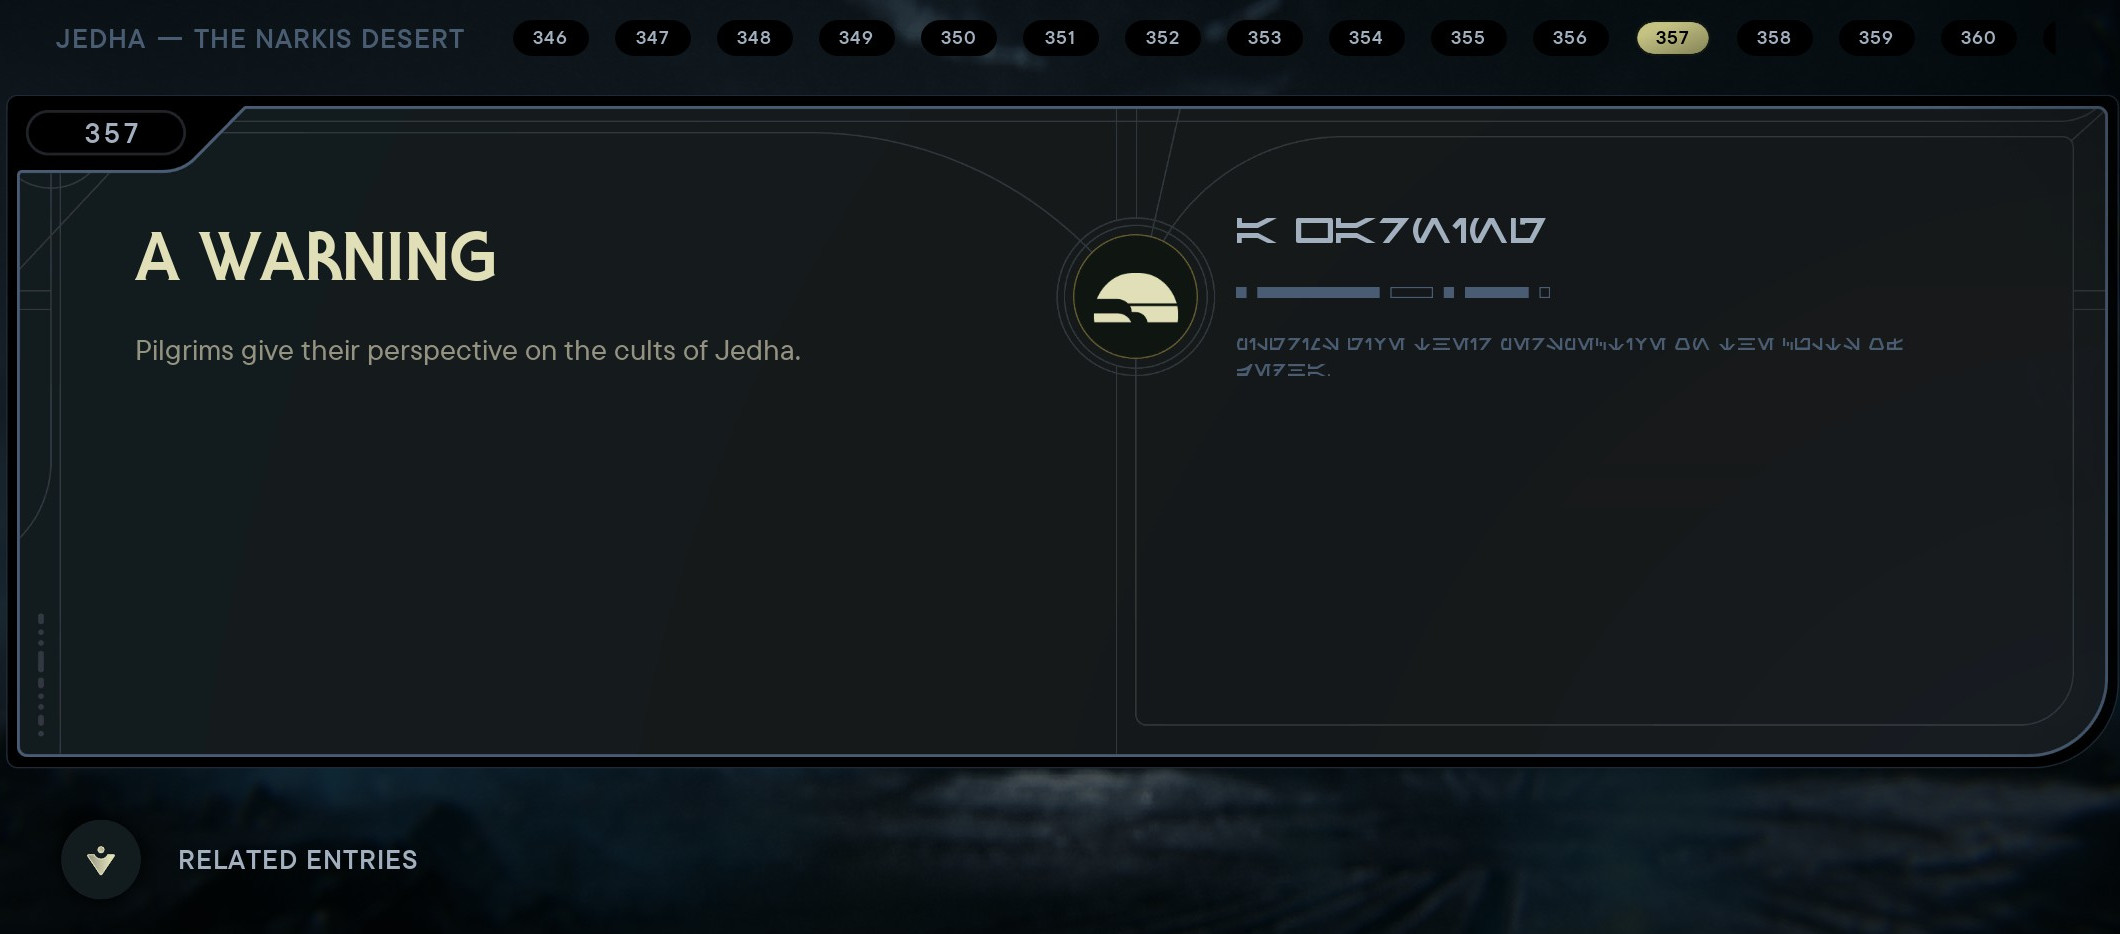 JEDHA — THE NARKIS DESERT
346 347 348 349 350 351 352 353 354 355 356 357 358 359 360
357
A WARNING
Pilgrims give their perspective on the cults of Jedha.
RELATED ENTRIES